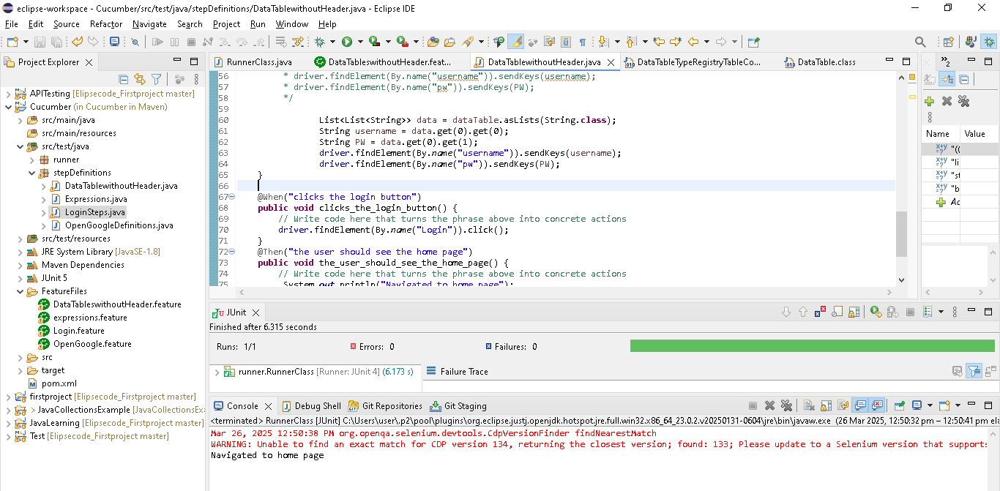 eclipse-workspace - Cucumber/src/test/java/stepDefinitions/DataTablewithoutHeader.java - Eclipse IDE
File Edit Source Refactor Navigate Search Project Run Window Help
Project Explorer
APITesting [Elipsecode_Firstproject master]
Cucumber (in Cucumber in Maven)
src/main/java
src/main/resources
src/test/java
runner
stepDefinitions
DataTablewithoutHeader.java
Expressions.java
LoginSteps.java
OpenGoogleDefinitions.java
src/test/resources
JRE System Library [JavaSE-1.8]
Maven Dependencies
JUnit 5
FeatureFiles
DataTableswithoutHeader.feature
expressions.feature
Login.feature
OpenGoogle.feature
src
target
pom.xml
firstproject [Elipsecode_Firstproject master]
> JavaCollectionsExample [JavaCollectionsEx
JavaLearning [Elipsecode_Firstproject master]
Test [Elipsecode_Firstproject master]
RunnerClass.java DataTableswithoutHeader.feat... DataTablewithoutHeader.java DataTableTypeRegistryTableCo... DataTable.class
56 * driver.findElement(By.name("username")).sendKeys(username);
57 * driver.findElement(By.name("pw")).sendKeys(PW);
58 */
59
60 List<List<String>> data = dataTable.asLists(String.class);
61 String username = data.get(0).get(0);
62 String PW = data.get(0).get(1);
63 driver.findElement(By.name("username")).sendKeys(username);
64 driver.findElement(By.name("pw")).sendKeys(PW);
65 }
66
67 @When("clicks the login button")
68 public void clicks_the_login_button() {
69 // Write code here that turns the phrase above into concrete actions
70 driver.findElement(By.name("Login")).click();
71 }
72 @Then("the user should see the home page")
73 public void the_user_should_see_the_home_page() {
74 // Write code here that turns the phrase above into concrete actions
75 System.out.println("Navigated to home page");
2
Name Value
"((
"li
"st
"b
Ac
JUnit
Finished after 6.315 seconds
Runs: 1/1 Errors: 0 Failures: 0
runner.RunnerClass [Runner: JUnit 4] (6.173 s)
Failure Trace
Console Debug Shell Git Repositories Git Staging
<terminated> RunnerClass [JUnit] C:\Users\user\.p2\pool\plugins\org.eclipse.justj.openjdk.hotspot.jre.full.win32.x86_64_23.0.2.v20250131-0604\jre\bin\javaw.exe (26 Mar 2025, 12:50:32 pm – 12:50:41 pm ela
Mar 26, 2025 12:50:38 PM org.openqa.selenium.devtools.CdpVersionFinder findNearestMatch
WARNING: Unable to find an exact match for CDP version 134, returning the closest version; found: 133; Please update to a Selenium version that supports
Navigated to home page